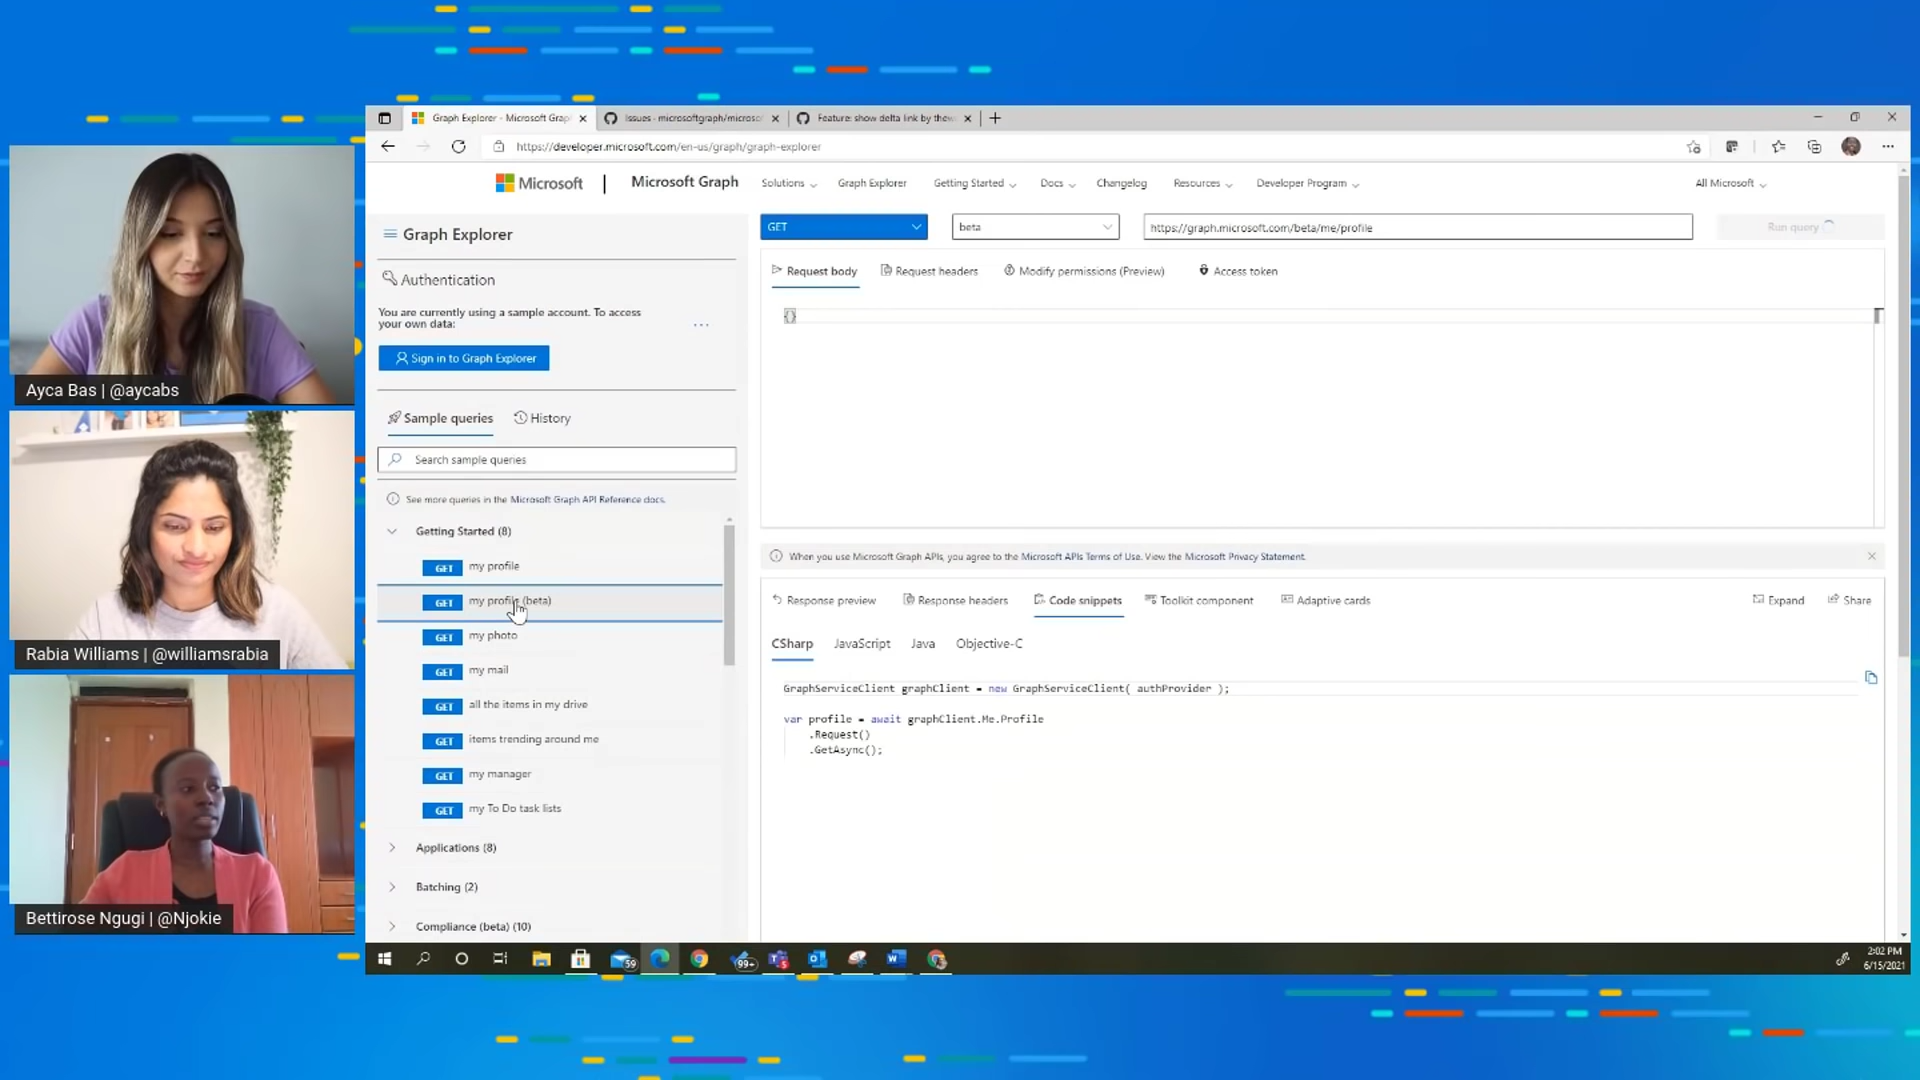 Ayca Bas | @aycabs
Rabia Williams | @williamsrabia
Bettirose Ngugi | @Njokie
Graph Explorer - Microsoft Grap
Issues · microsoftgraph/microsof
Feature: show delta link by thew
https://developer.microsoft.com/en-us/graph/graph-explorer
Microsoft
Microsoft Graph
Solutions
Graph Explorer
Getting Started
Docs
Changelog
Resources
Developer Program
All Microsoft
Graph Explorer
Authentication
You are currently using a sample account. To access
your own data:
...
Sign in to Graph Explorer
Sample queries
History
Search sample queries
See more queries in the Microsoft Graph API Reference docs.
Getting Started (8)
GET my profile
GET my profile (beta)
GET my photo
GET my mail
GET all the items in my drive
GET items trending around me
GET my manager
GET my To Do task lists
Applications (8)
Batching (2)
Compliance (beta) (10)
GET
beta
https://graph.microsoft.com/beta/me/profile
Run query
Request body
Request headers
Modify permissions (Preview)
Access token
{}
When you use Microsoft Graph APIs, you agree to the Microsoft APIs Terms of Use. View the Microsoft Privacy Statement.
Response preview
Response headers
Code snippets
Toolkit component
Adaptive cards
Expand
Share
CSharp
JavaScript
Java
Objective-C
GraphServiceClient graphClient = new GraphServiceClient( authProvider );
var profile = await graphClient.Me.Profile
.Request()
.GetAsync();
59
99+
2:02 PM
6/15/2021